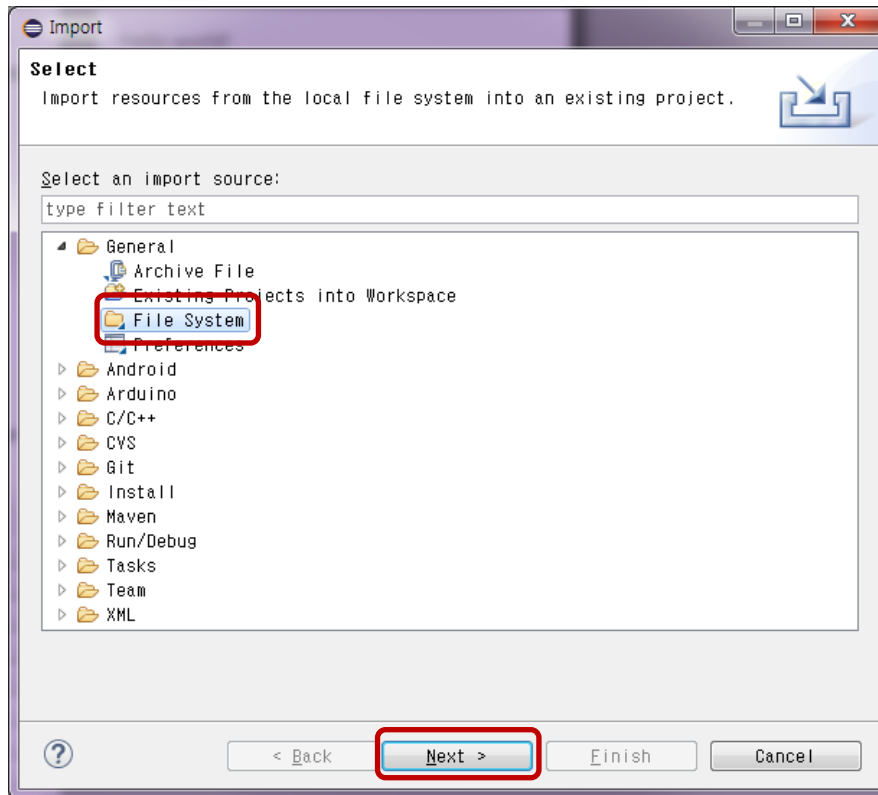 Import
Select
Import resources from the local file system into an existing project.
Select an import source:
type filter text
General
Archive File
Existing Projects into Workspace
File System
Preferences
Android
Arduino
C/C++
CVS
Git
Install
Maven
Run/Debug
Tasks
Team
XML
< Back Next > Finish Cancel